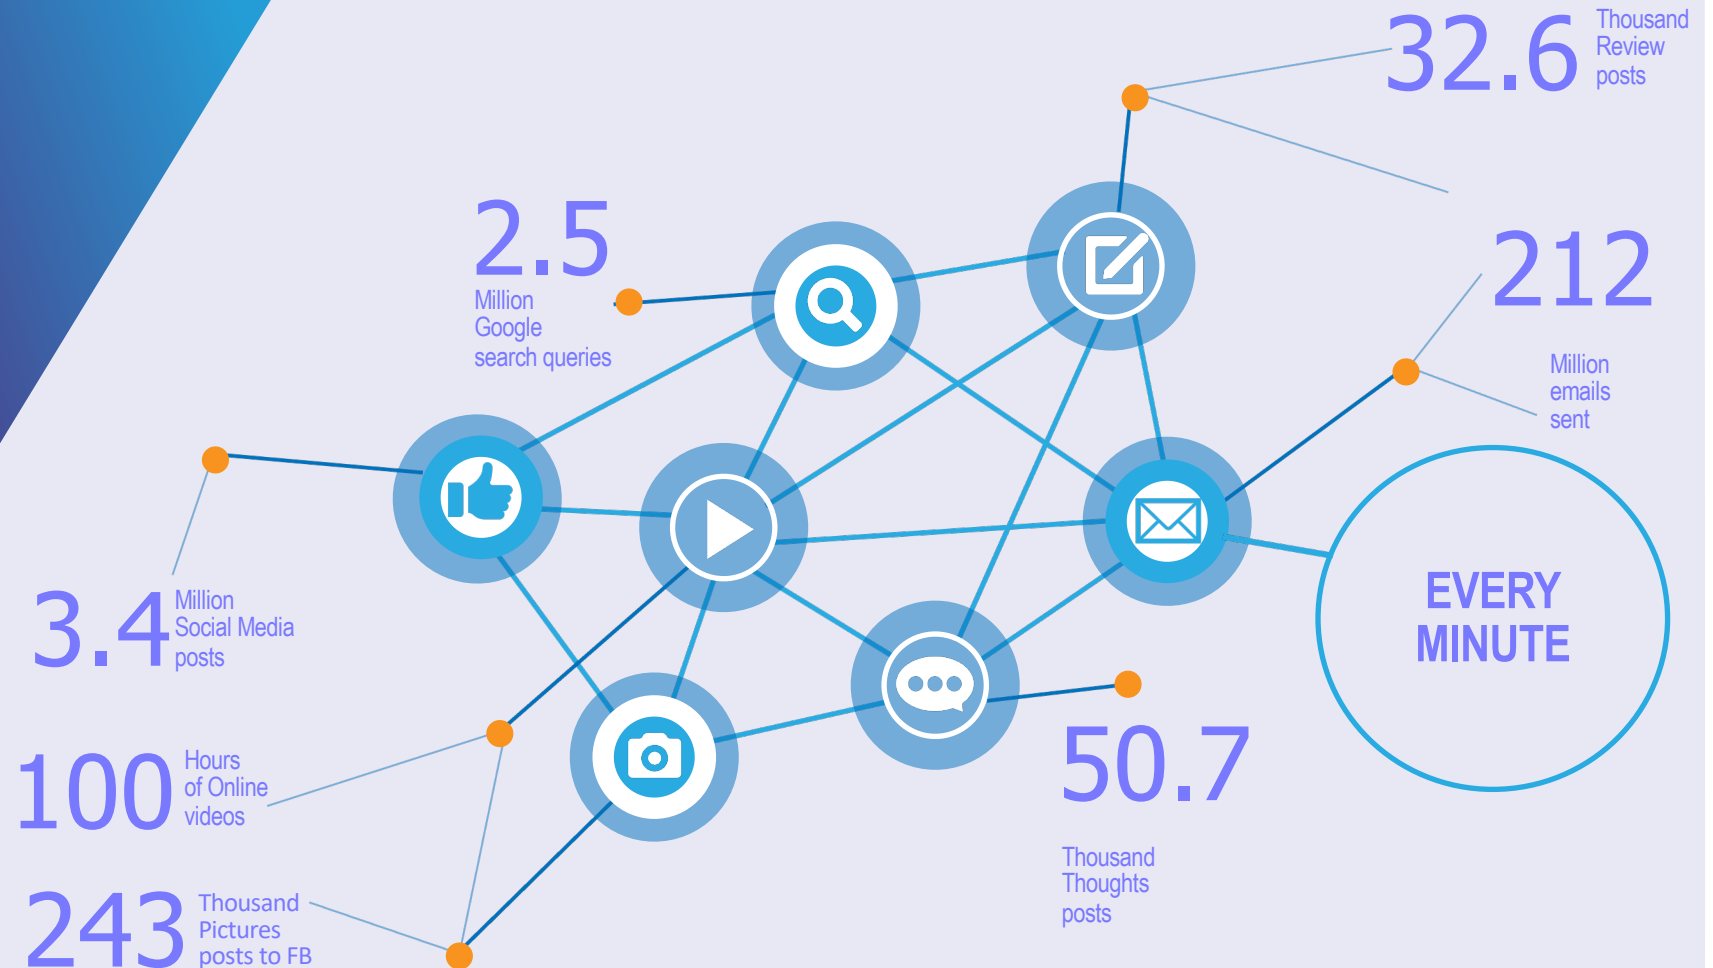 32.6
Thousand
Review
posts
2.5
Million
Google
search queries
212
Million
emails
sent
EVERY
MINUTE
3.4
Million
Social Media
posts
100
Hours
of Online
videos
50.7
Thousand
Thoughts
posts
243
Thousand
Pictures
posts to FB